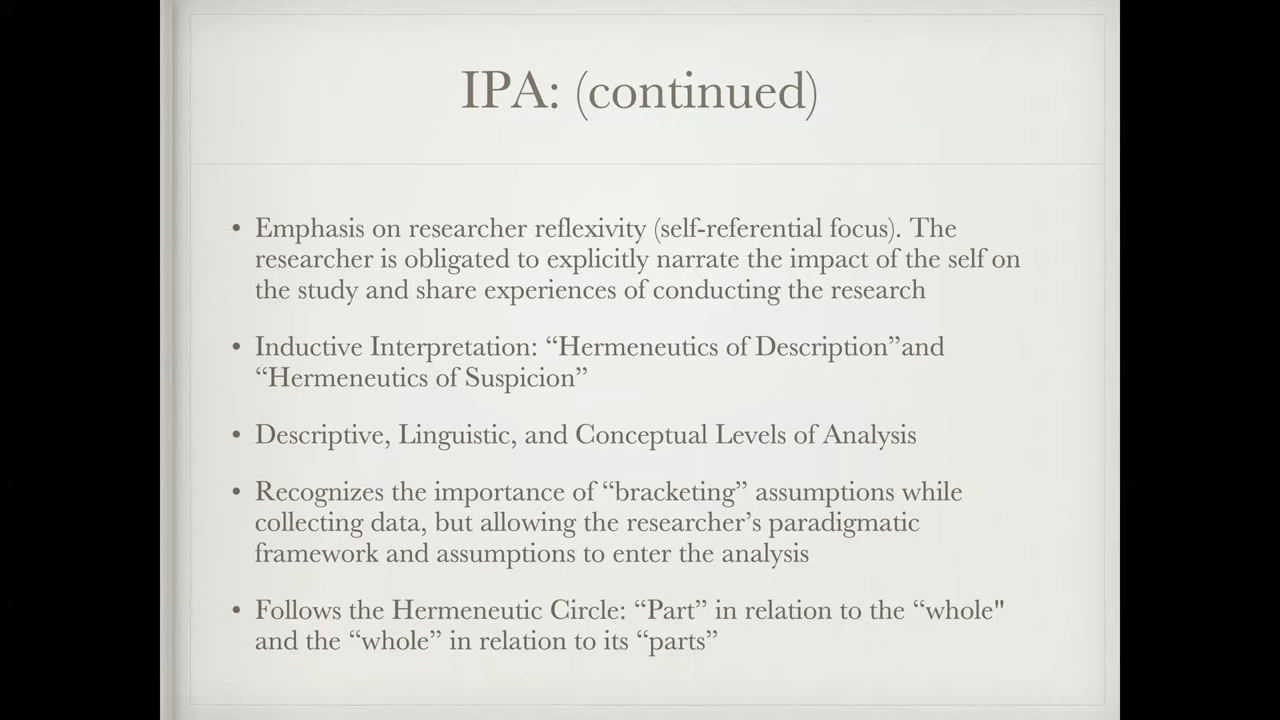 IPA: (continued)
• Emphasis on researcher reflexivity (self-referential focus). The
researcher is obligated to explicitly narrate the impact of the self on
the study and share experiences of conducting the research
• Inductive Interpretation: “Hermeneutics of Description”and
“Hermeneutics of Suspicion”
• Descriptive, Linguistic, and Conceptual Levels of Analysis
• Recognizes the importance of “bracketing” assumptions while
collecting data, but allowing the researcher’s paradigmatic
framework and assumptions to enter the analysis
• Follows the Hermeneutic Circle: “Part” in relation to the “whole"
and the “whole” in relation to its “parts”